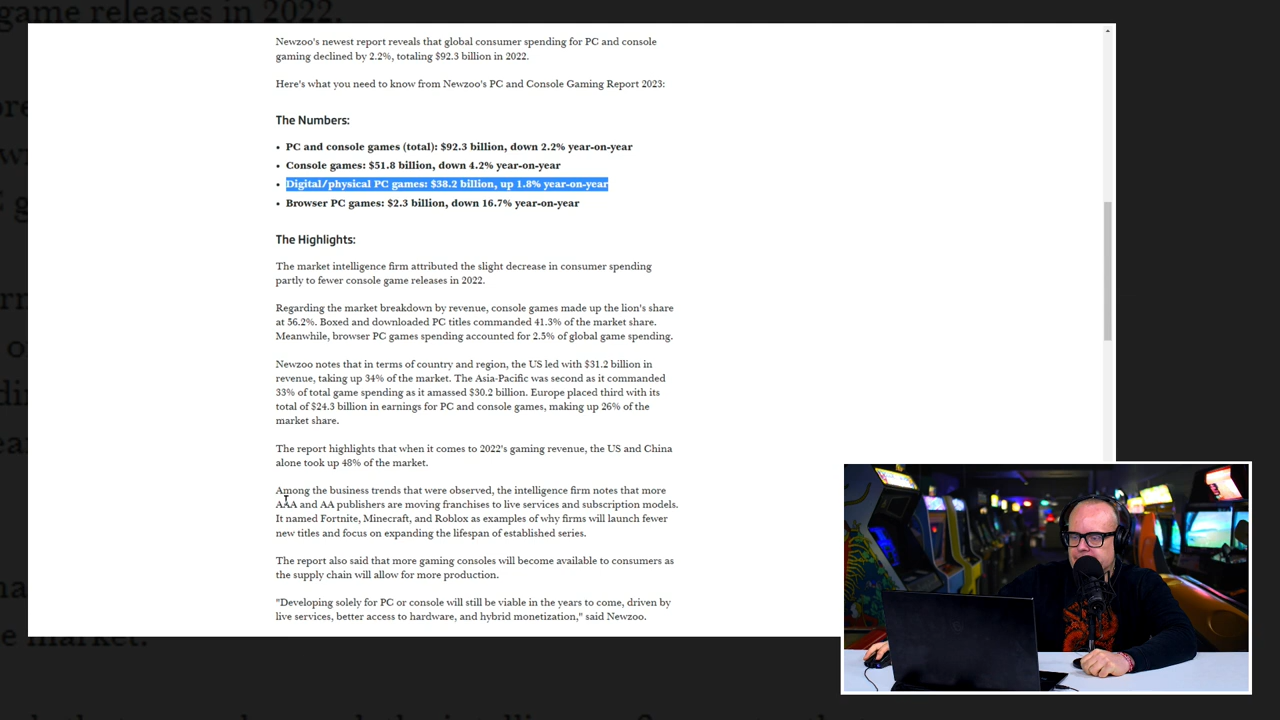 game releases in 2022.
Newzoo's newest report reveals that global consumer spending for PC and console
gaming declined by 2.2%, totaling $92.3 billion in 2022.
Here's what you need to know from Newzoo's PC and Console Gaming Report 2023:
The Numbers:
• PC and console games (total): $92.3 billion, down 2.2% year-on-year
• Console games: $51.8 billion, down 4.2% year-on-year
• Digital/physical PC games: $38.2 billion, up 1.8% year-on-year
• Browser PC games: $2.3 billion, down 16.7% year-on-year
The Highlights:
The market intelligence firm attributed the slight decrease in consumer spending
partly to fewer console game releases in 2022.
Regarding the market breakdown by revenue, console games made up the lion's share
at 56.2%. Boxed and downloaded PC titles commanded 41.3% of the market share.
Meanwhile, browser PC games spending accounted for 2.5% of global game spending.
Newzoo notes that in terms of country and region, the US led with $31.2 billion in
revenue, taking up 34% of the market. The Asia-Pacific was second as it commanded
33% of total game spending as it amassed $30.2 billion. Europe placed third with its
total of $24.3 billion in earnings for PC and console games, making up 26% of the
market share.
The report highlights that when it comes to 2022's gaming revenue, the US and China
alone took up 48% of the market.
Among the business trends that were observed, the intelligence firm notes that more
AAA and AA publishers are moving franchises to live services and subscription models.
It named Fortnite, Minecraft, and Roblox as examples of why firms will launch fewer
new titles and focus on expanding the lifespan of established series.
The report also said that more gaming consoles will become available to consumers as
the supply chain will allow for more production.
"Developing solely for PC or console will still be viable in the years to come, driven by
live services, better access to hardware, and hybrid monetization," said Newzoo.